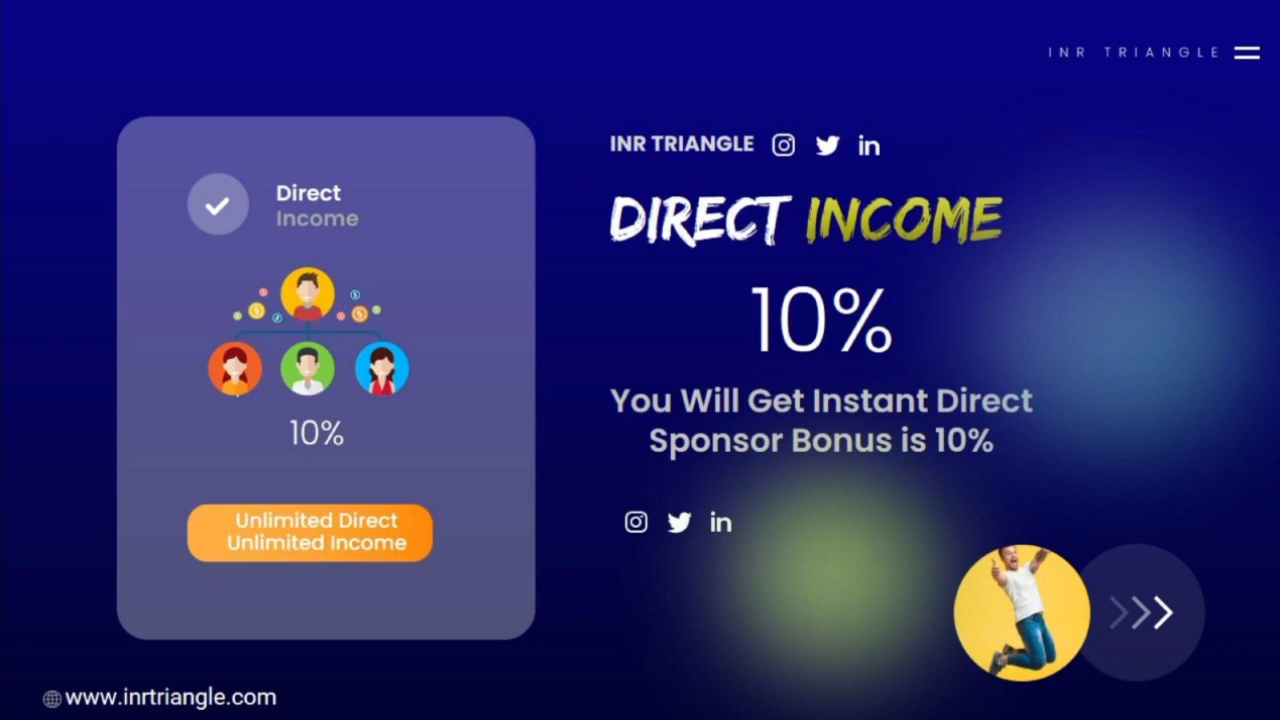 INR TRIANGLE
Direct
Income
10%
Unlimited Direct
Unlimited Income
INR TRIANGLE
DIRECT INCOME
10%
You Will Get Instant Direct
Sponsor Bonus is 10%
www.inrtriangle.com